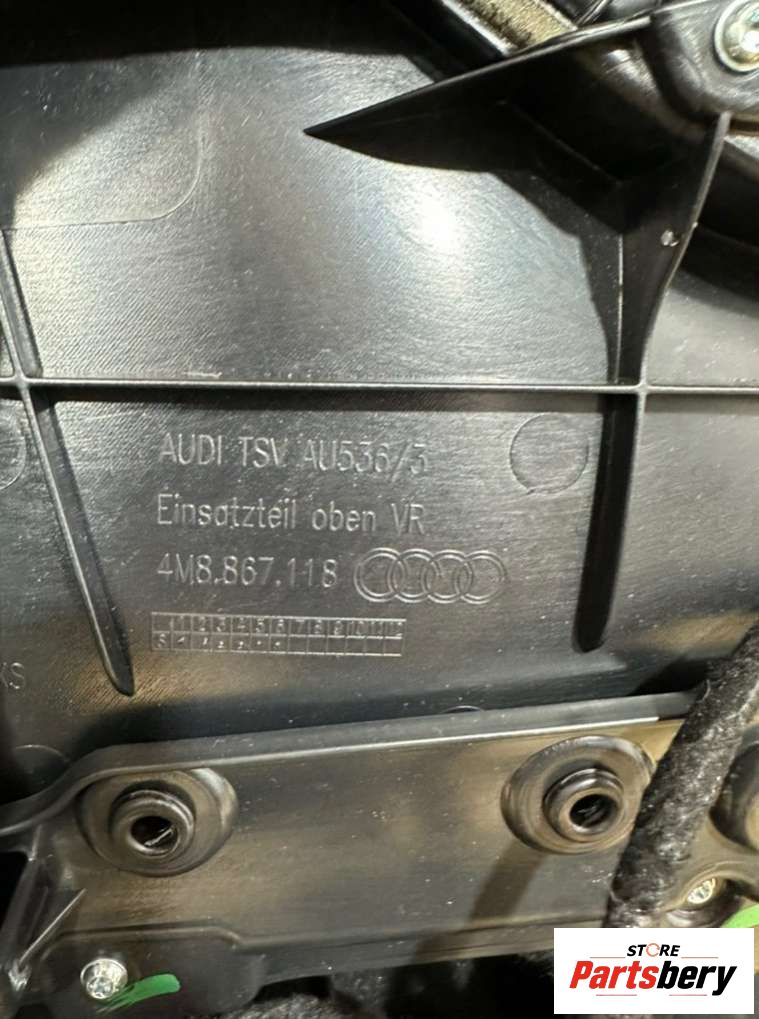 AUDI TSV AU536/3
Einsatzteil oben VR
4M8.867.118
STORE
Partsbery